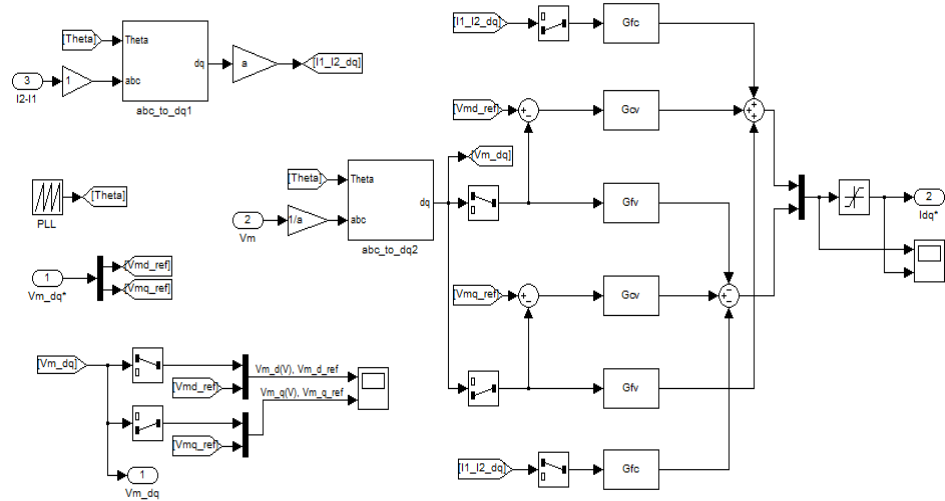 [Theta]
Theta
dq
abc
3
I2-I1
1
abc_to_dq1
a
[I1_I2_dq]
[I1_I2_dq]
Gfc
[Vmd_ref]
Gcv
[Vm_dq]
[Theta]
Theta
dq
abc
2
Vm
1/a
abc_to_dq2
Gfv
PLL
[Theta]
2
Idq*
1
Vm_dq*
[Vmd_ref]
[Vmq_ref]
[Vmq_ref]
Gcv
[Vm_dq]
[Vmd_ref]
Vm_d(V), Vm_d_ref
Vm_q(V), Vm_q_ref
Gfv
[Vmq_ref]
1
Vm_dq
[I1_I2_dq]
Gfc